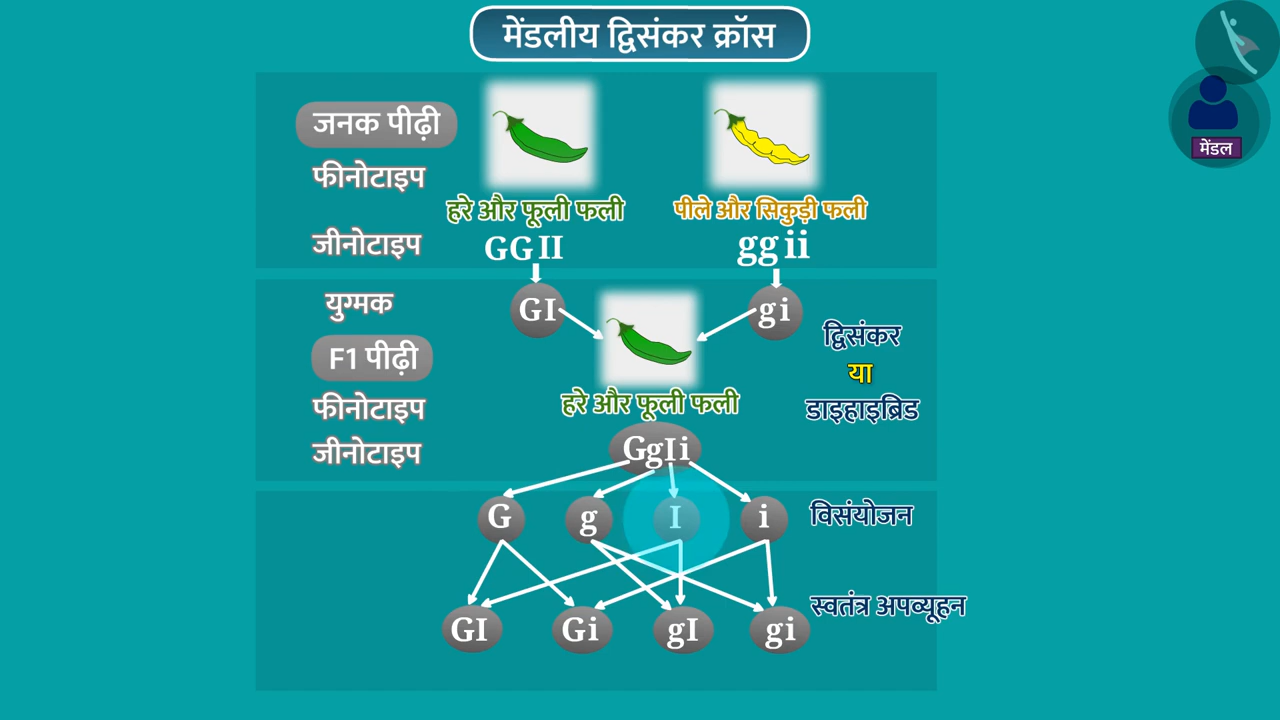 मेंडलीय द्विसंकर क्रॉस
मेंडल
जनक पीढ़ी
फीनोटाइप
हरे और फूली फली
पीले और सिकुड़ी फली
जीनोटाइप
GG II
gg ii
युग्मक
GI
gi
F1 पीढ़ी
द्विसंकर
या
डाइहाइब्रिड
फीनोटाइप
हरे और फूली फली
जीनोटाइप
GgIi
G g I i
विसंयोजन
स्वतंत्र अपव्यूहन
GI Gi gI gi